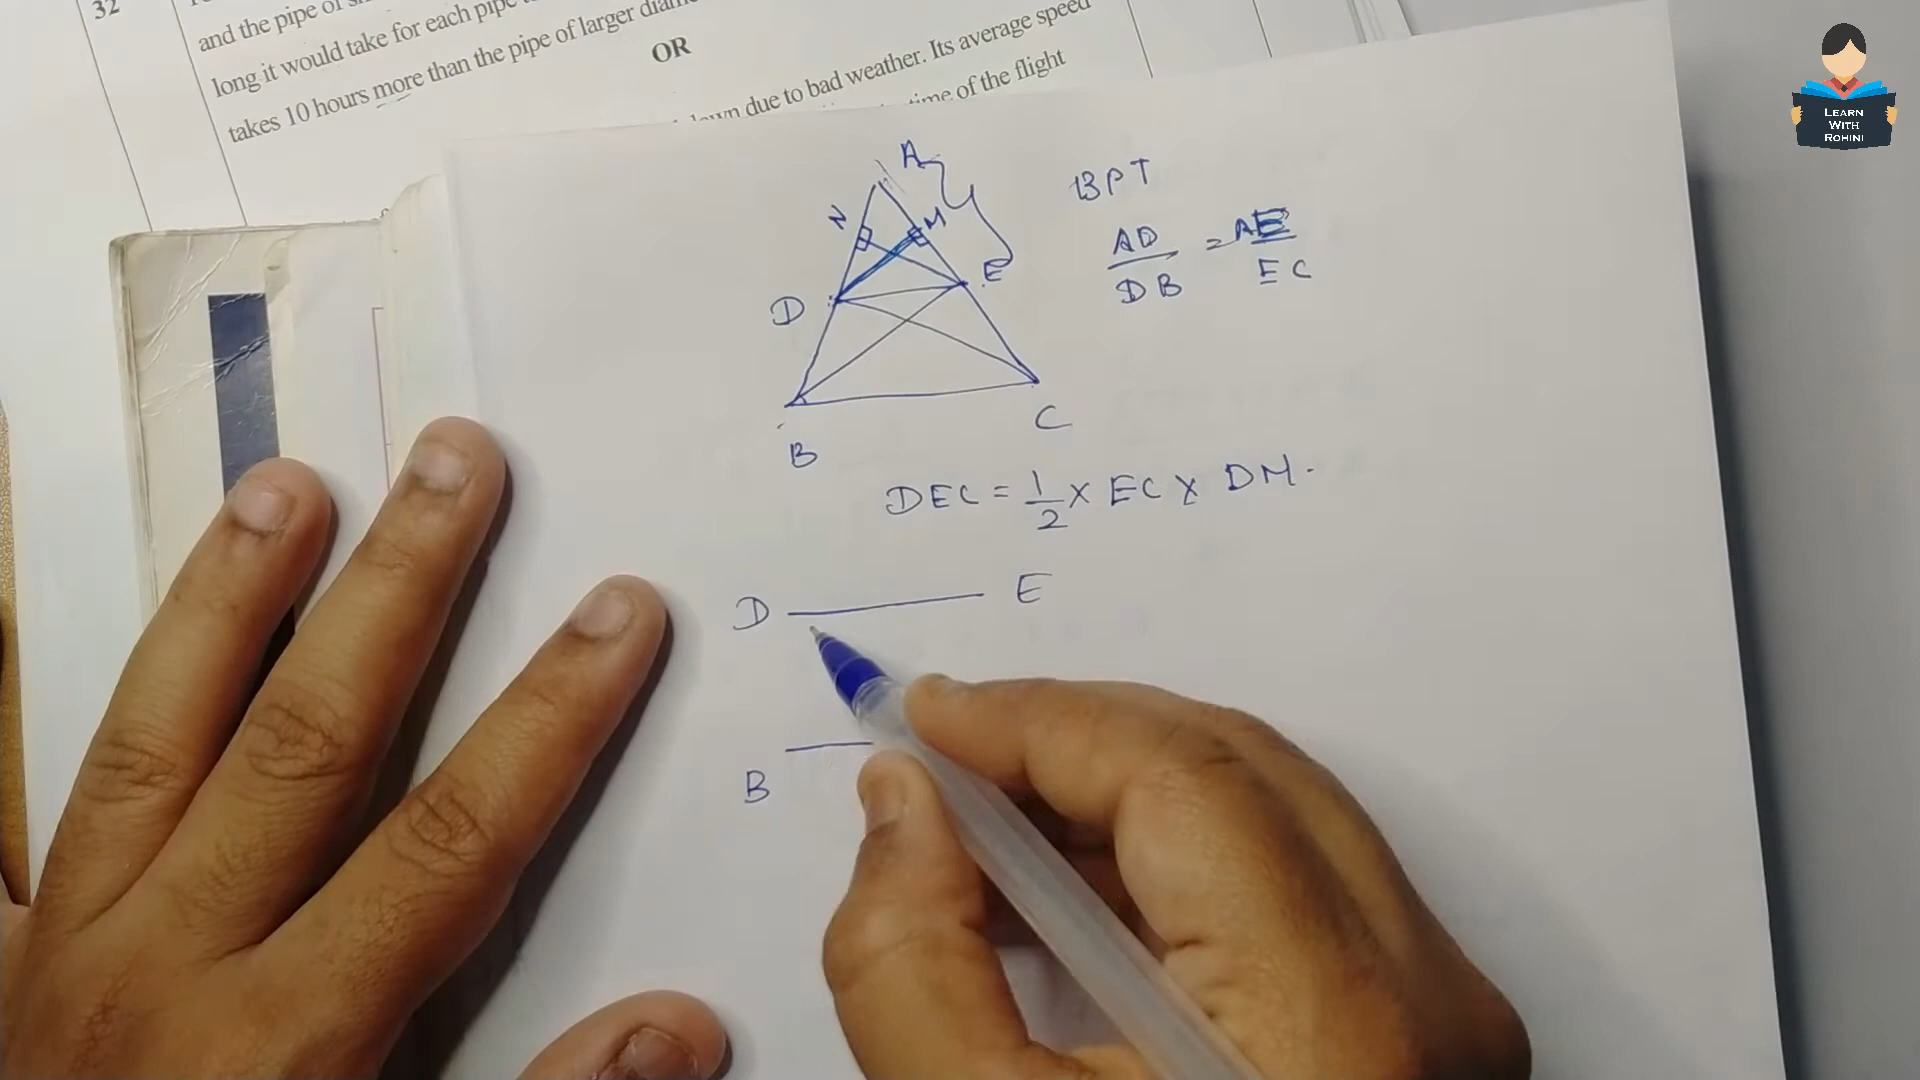 32
and the pipe of
long it would take for each pipe
takes 10 hours more than the pipe of larger
OR
down due to bad weather. Its average speed
time of the flight
LEARN
WITH
ROHINI
A
N
M
D
E
B
C
BPT
AD/DB = AE/EC
DEC = 1/2 X EC X DM.
D E
B